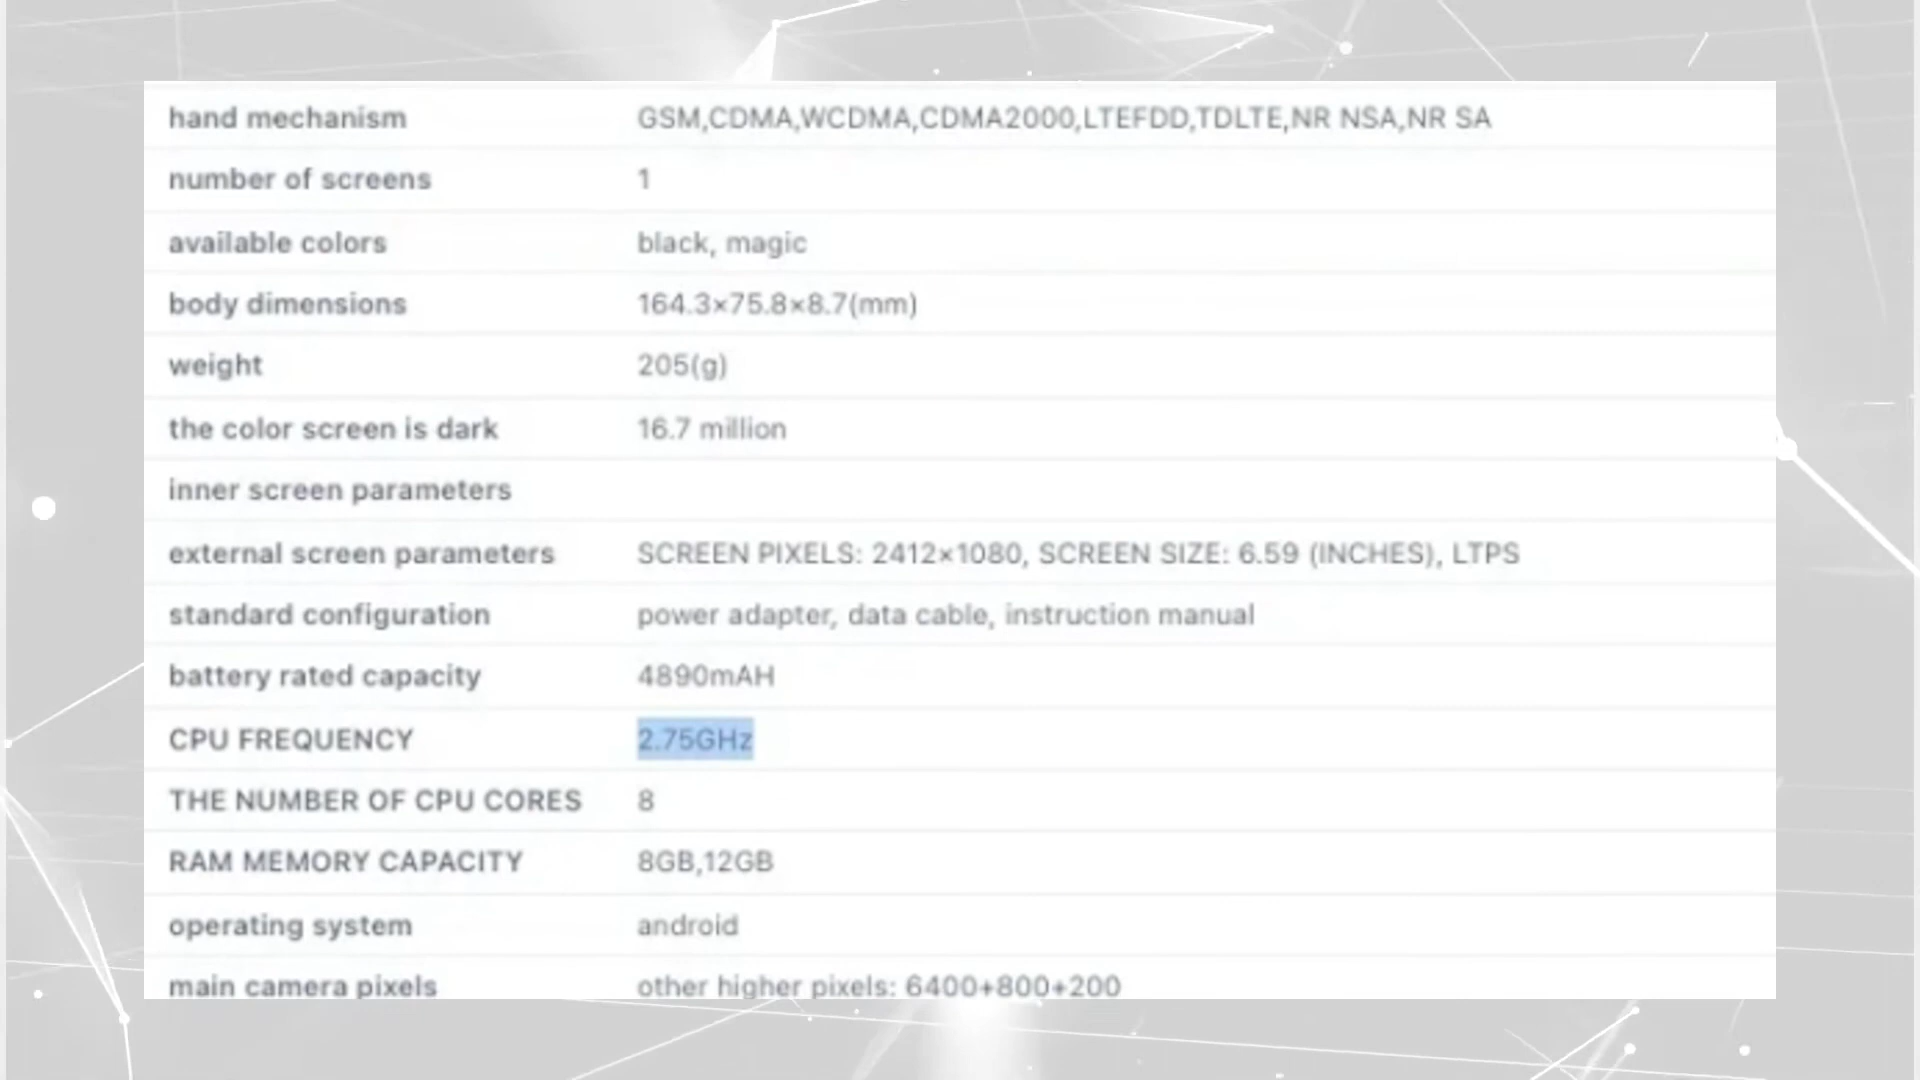 hand mechanism GSM,CDMA,WCDMA,CDMA2000,LTEFDD,TDLTE,NR NSA,NR SA
number of screens 1
available colors black, magic
body dimensions 164.3×75.8×8.7(mm)
weight 205(g)
the color screen is dark 16.7 million
inner screen parameters
external screen parameters SCREEN PIXELS: 2412×1080, SCREEN SIZE: 6.59 (INCHES), LTPS
standard configuration power adapter, data cable, instruction manual
battery rated capacity 4890mAH
CPU FREQUENCY 2.75GHz
THE NUMBER OF CPU CORES 8
RAM MEMORY CAPACITY 8GB,12GB
operating system android
main camera pixels other higher pixels: 6400+800+200